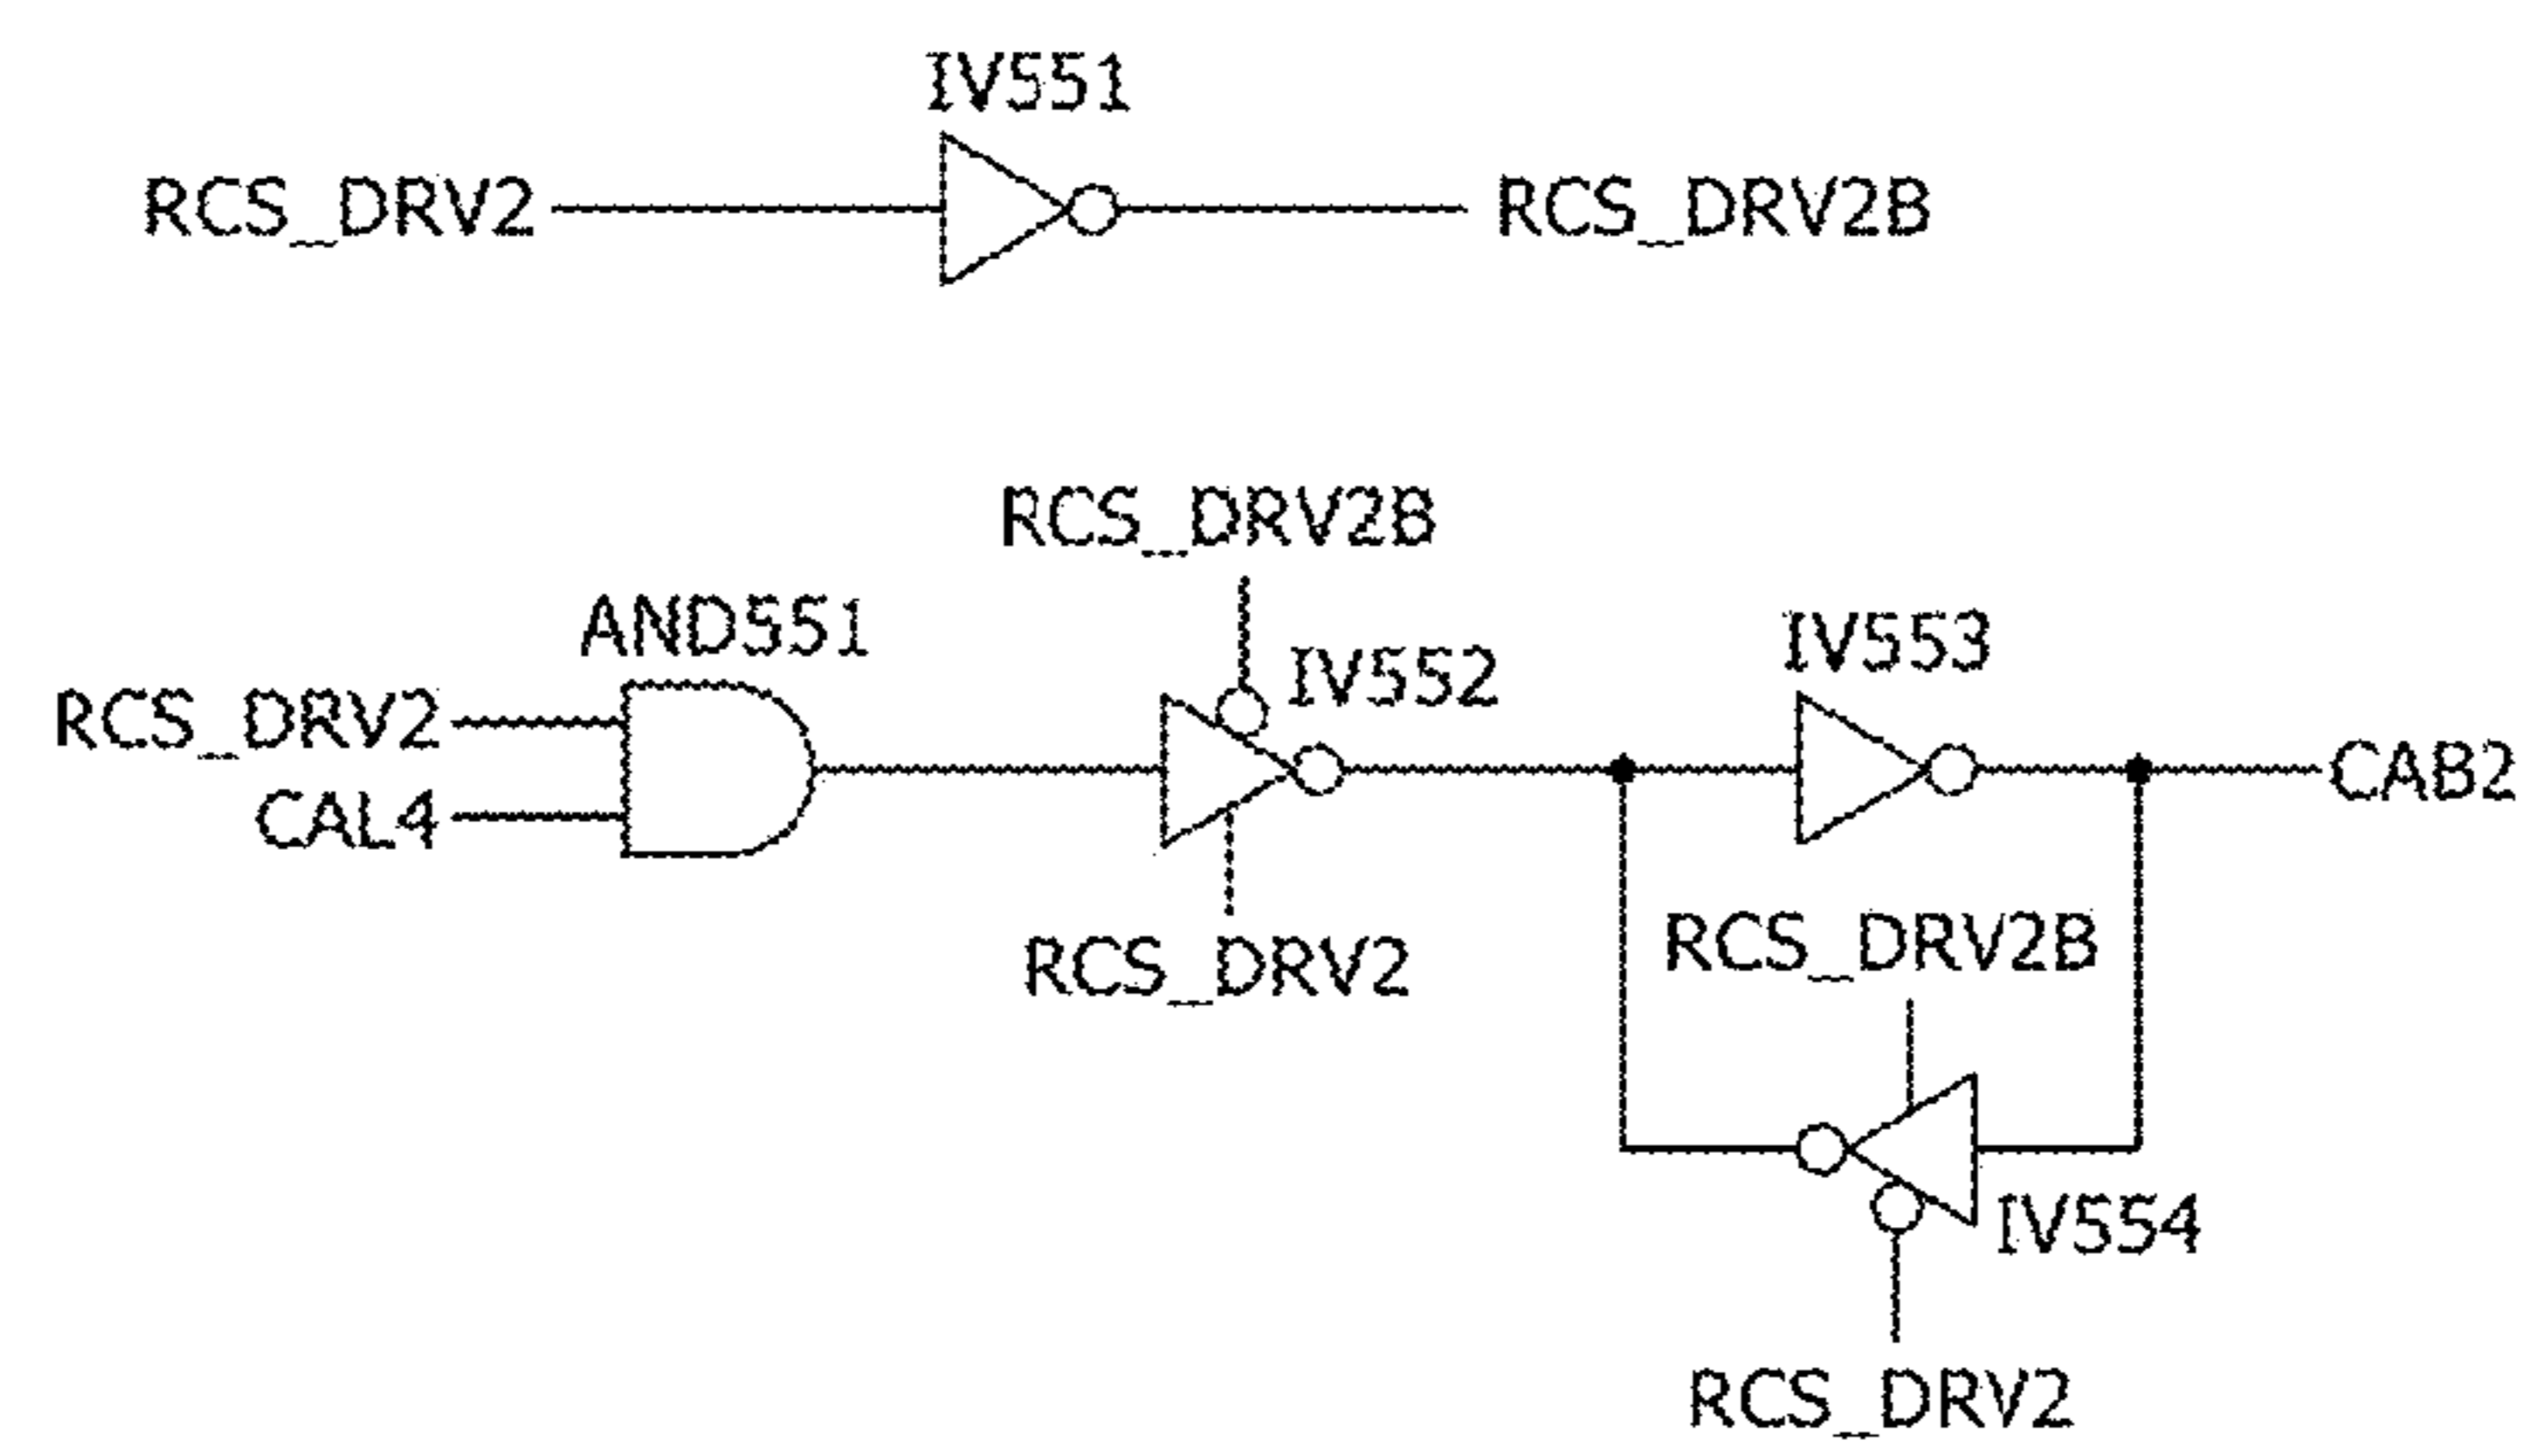 IV551
RCS_DRV2
RCS_DRV2B
RCS_DRV2B
AND551
IV552
IV553
RCS_DRV2
CAL4
CAB2
RCS_DRV2
RCS_DRV2B
IV554
RCS_DRV2